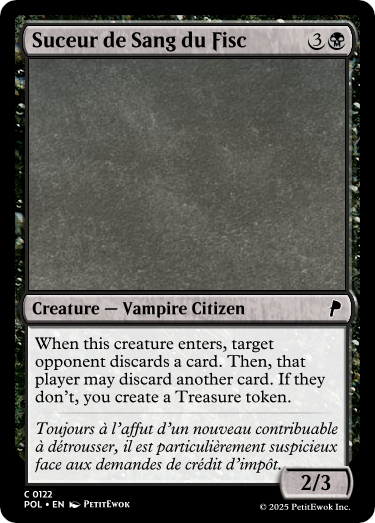 Suceur de Sang du Fisc 3
Creature — Vampire Citizen
When this creature enters, target
opponent discards a card. Then, that
player may discard another card. If they
don't, you create a Treasure token.
Toujours à l'affut d'un nouveau contribuable
à détrousser, il est particulièrement suspicieux
face aux demandes de crédit d'impôt.
2/3
C 0122
POL • EN PetitEwok
© 2025 PetitEwok Inc.